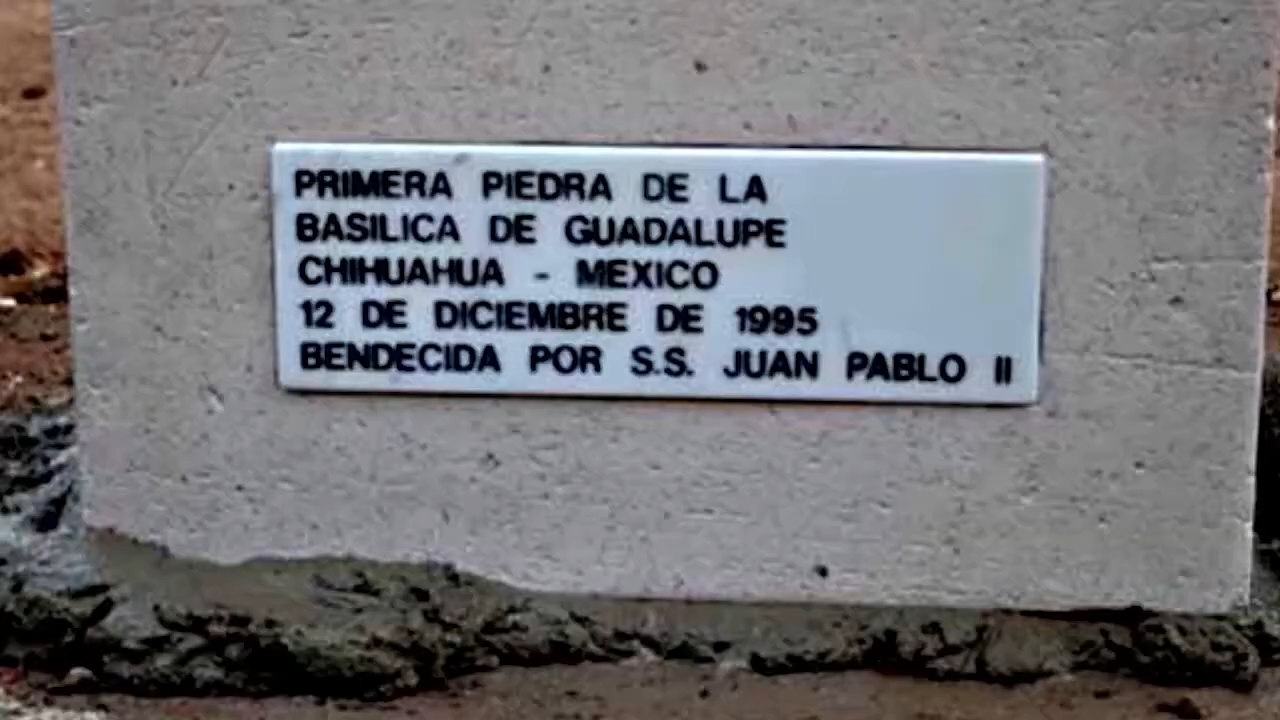 PRIMERA PIEDRA DE LA
BASILICA DE GUADALUPE
CHIHUAHUA - MEXICO
12 DE DICIEMBRE DE 1995
BENDECIDA POR S.S. JUAN PABLO II